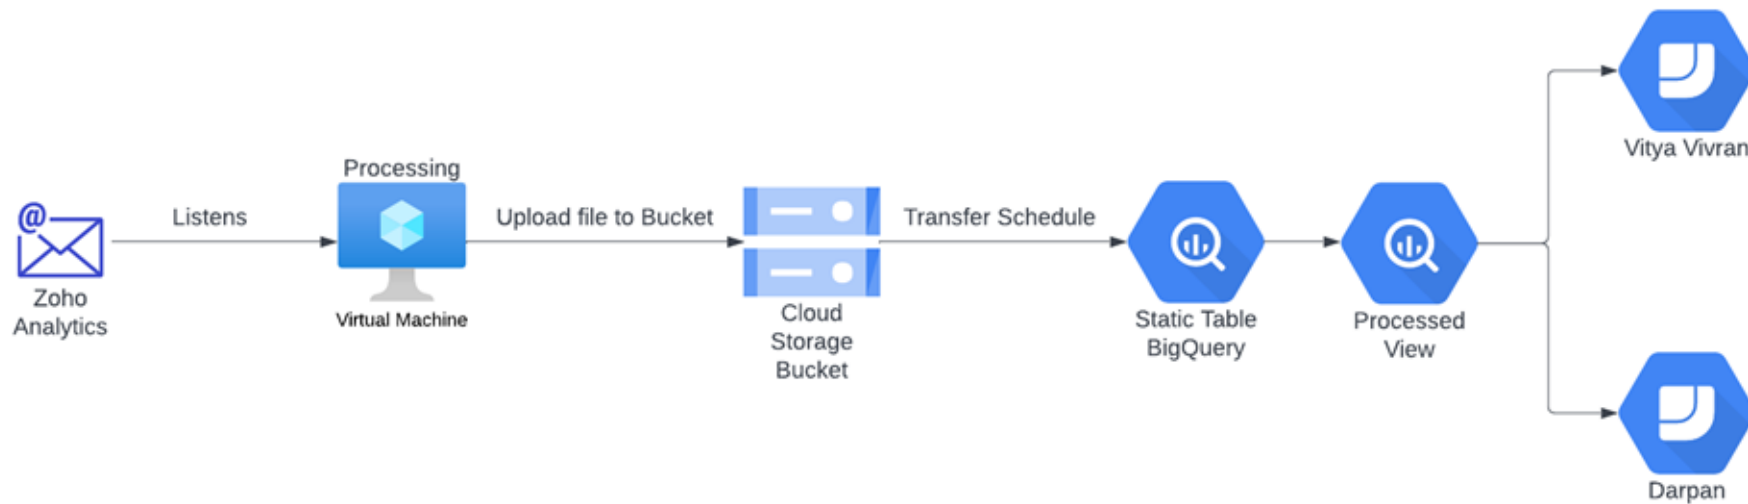 @
Zoho
Analytics
Listens
Processing
Virtual Machine
Upload file to Bucket
Cloud
Storage
Bucket
Transfer Schedule
Static Table
BigQuery
Processed
View
Vitya Vivran
Darpan